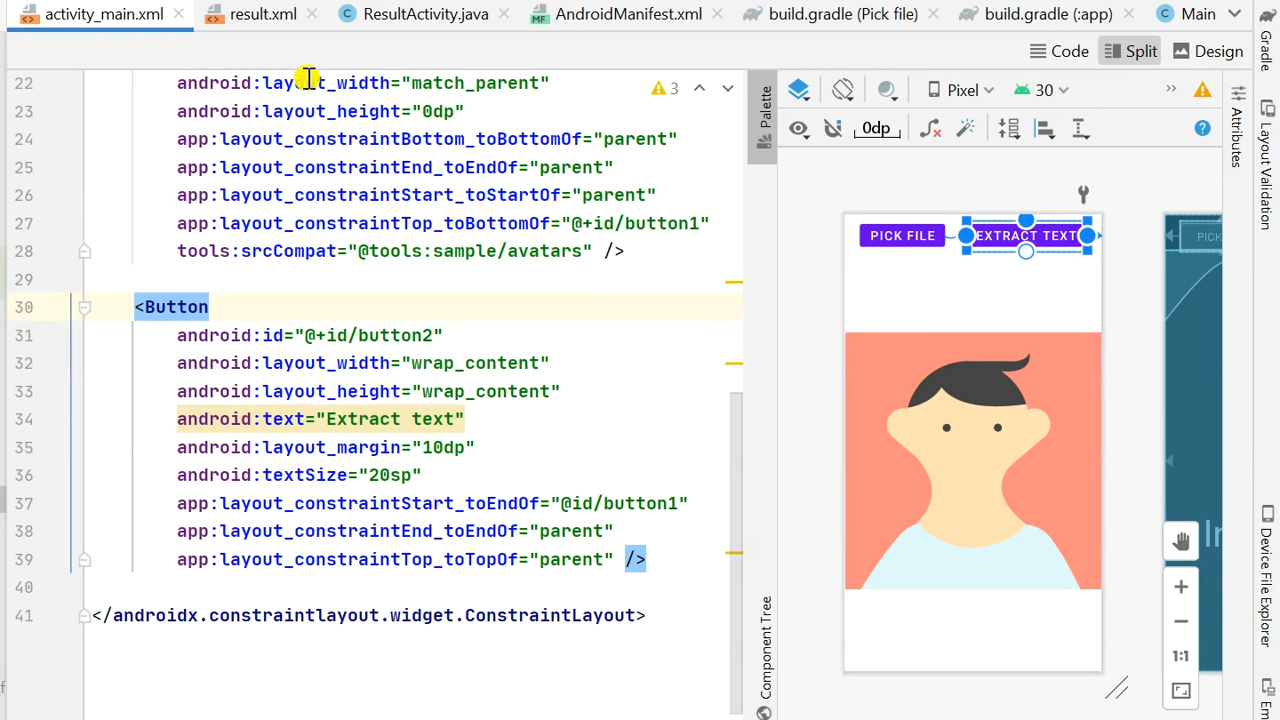 activity_main.xml result.xml ResultActivity.java AndroidManifest.xml build.gradle (Pick file) build.gradle (:app) Main
Code Split Design
22 android:layout_width="match_parent"
23 android:layout_height="0dp"
24 app:layout_constraintBottom_toBottomOf="parent"
25 app:layout_constraintEnd_toEndOf="parent"
26 app:layout_constraintStart_toStartOf="parent"
27 app:layout_constraintTop_toBottomOf="@+id/button1"
28 tools:srcCompat="@tools:sample/avatars" />
29
30 <Button
31 android:id="@+id/button2"
32 android:layout_width="wrap_content"
33 android:layout_height="wrap_content"
34 android:text="Extract text"
35 android:layout_margin="10dp"
36 android:textSize="20sp"
37 app:layout_constraintStart_toEndOf="@id/button1"
38 app:layout_constraintEnd_toEndOf="parent"
39 app:layout_constraintTop_toTopOf="parent" />
40
41 </androidx.constraintlayout.widget.ConstraintLayout>
3
Palette
Component Tree
Pixel 30
0dp
PICK FILE EXTRACT TEXT
PICK
1:1
Attributes
Gradle
Layout Validation
Device File Explorer
Em